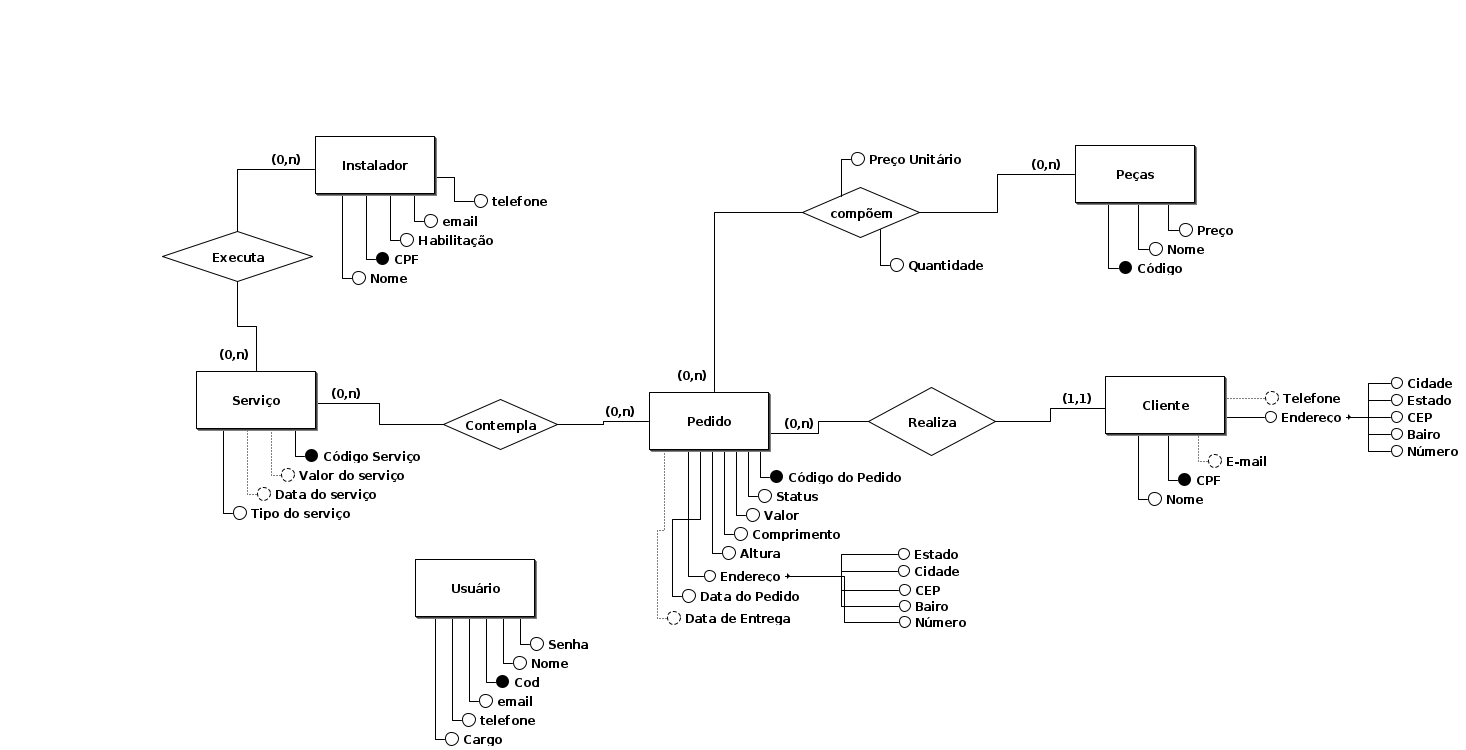 (0,n)
Instalador
telefone
email
Habilitação
CPF
Nome
Executa
(0,n)
Serviço
(0,n)
Código Serviço
Valor do serviço
Data do serviço
Tipo do serviço
Contempla
(0,n)
Preço Unitário
compõem
Quantidade
(0,n)
Peças
Preço
Nome
Código
(0,n)
Pedido
(0,n)
Código do Pedido
Status
Valor
Comprimento
Altura
Endereço
Estado
Cidade
CEP
Bairo
Número
Data do Pedido
Data de Entrega
Realiza
(1,1)
Cliente
Telefone
Endereço
Cidade
Estado
CEP
Bairo
Número
E-mail
CPF
Nome
Usuário
Senha
Nome
Cod
email
telefone
Cargo